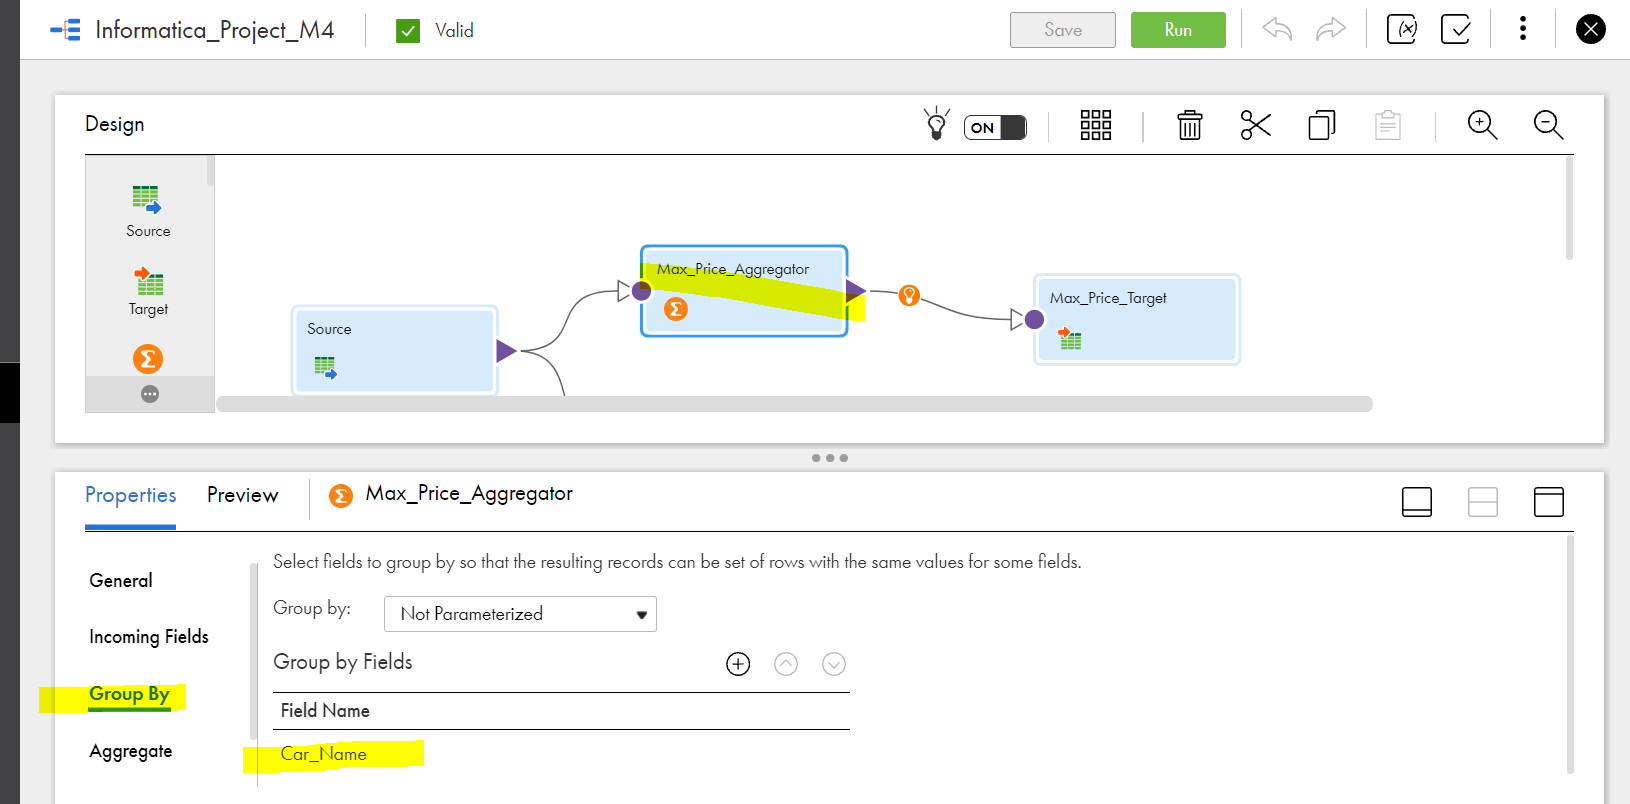 Informatica_Project_M4
Valid
Save
Run
(x)
Design
ON
Source
Target
Source
Max_Price_Aggregator
Max_Price_Target
Properties
Preview
Max_Price_Aggregator
General
Incoming Fields
Group By
Aggregate
Select fields to group by so that the resulting records can be set of rows with the same values for some fields.
Group by:
Not Parameterized
Group by Fields
Field Name
Car_Name